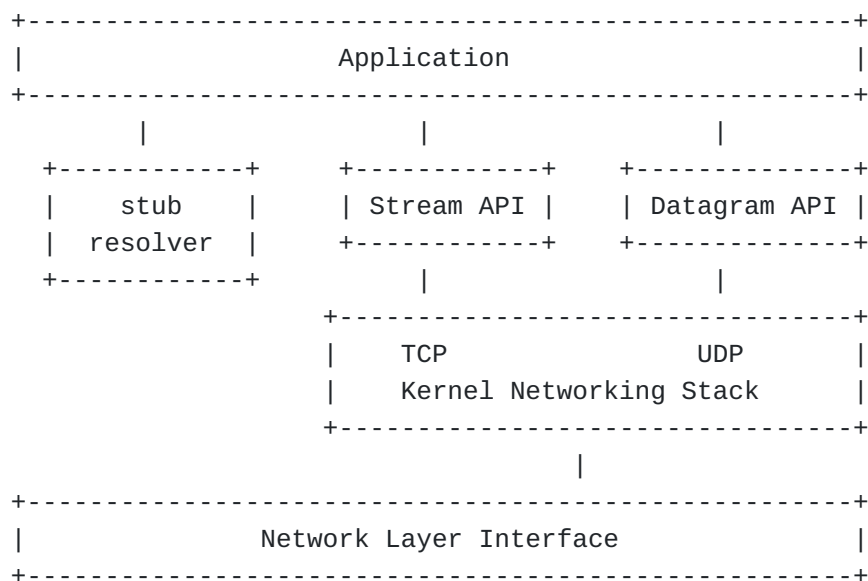 Application
stub Stream API Datagram API
resolver
TCP UDP
Kernel Networking Stack
Network Layer Interface